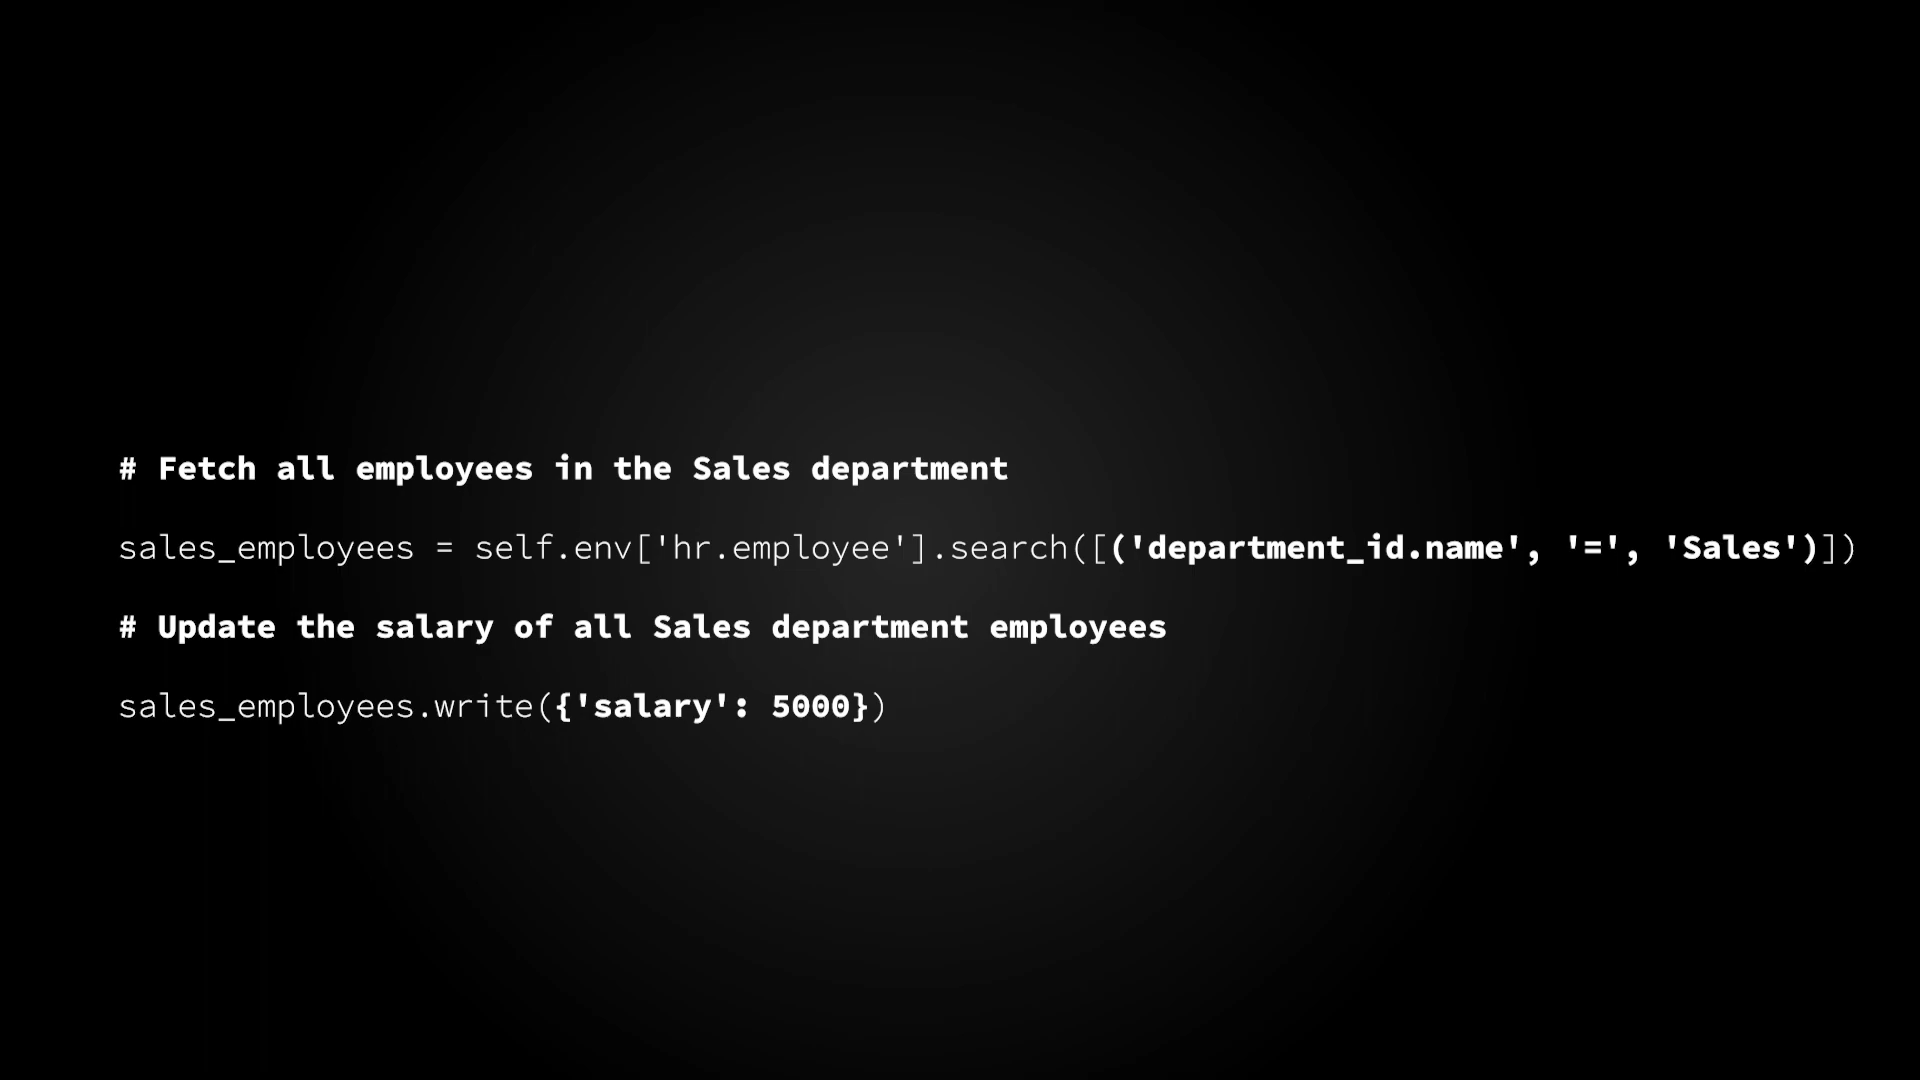 # Fetch all employees in the Sales department
sales_employees = self.env['hr.employee'].search([('department_id.name', '=', 'Sales')])
# Update the salary of all Sales department employees
sales_employees.write({'salary': 5000})